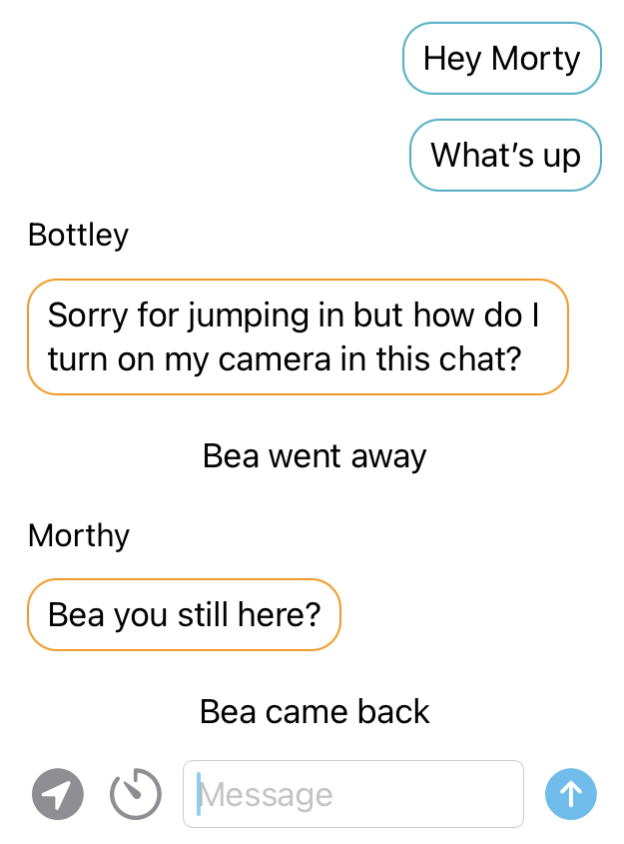 Hey Morty
What's up
Bottley
Sorry for jumping in but how do I
turn on my camera in this chat?
Bea went away
Morthy
Bea you still here?
Bea came back
Message